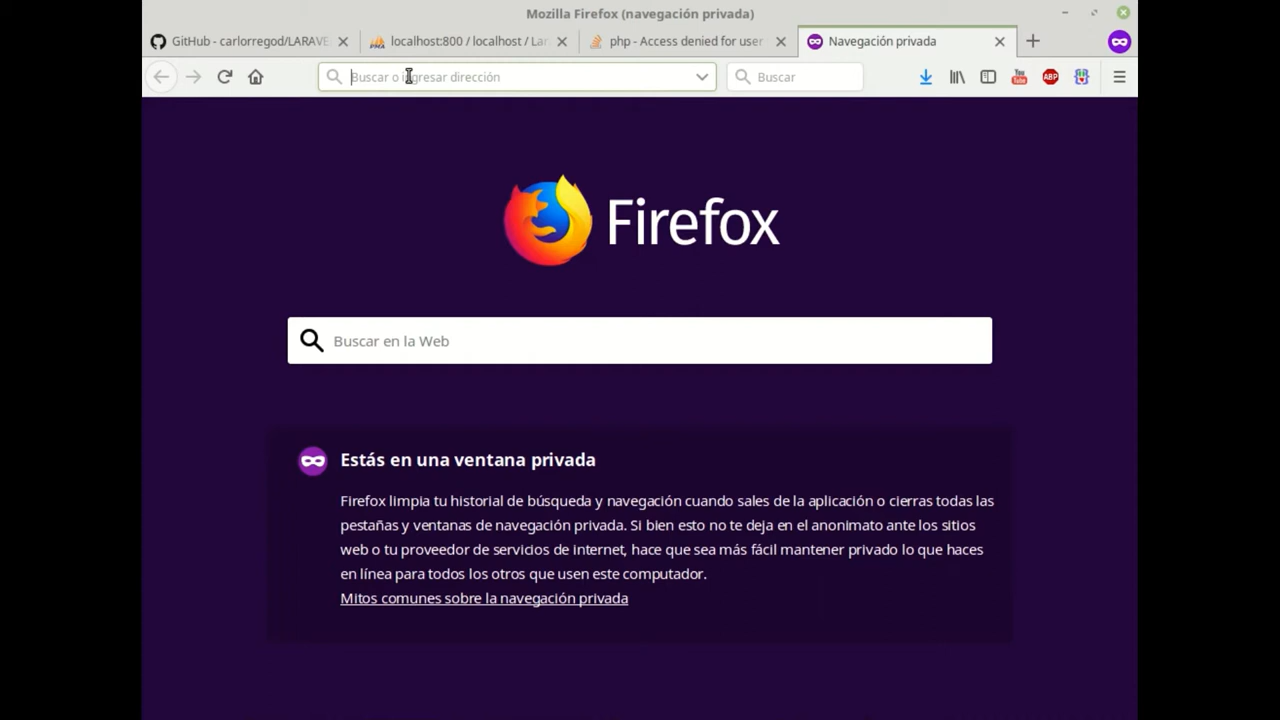 Mozilla Firefox (navegación privada)
GitHub - carlorregod/LARAVE
localhost:800 / localhost / Lar
php - Access denied for user
Navegación privada
Buscar o ingresar dirección
Buscar
You Tube
ABP
Firefox
Buscar en la Web
Estás en una ventana privada
Firefox limpia tu historial de búsqueda y navegación cuando sales de la aplicación o cierras todas las
pestañas y ventanas de navegación privada. Si bien esto no te deja en el anonimato ante los sitios
web o tu proveedor de servicios de internet, hace que sea más fácil mantener privado lo que haces
en línea para todos los otros que usen este computador.
Mitos comunes sobre la navegación privada